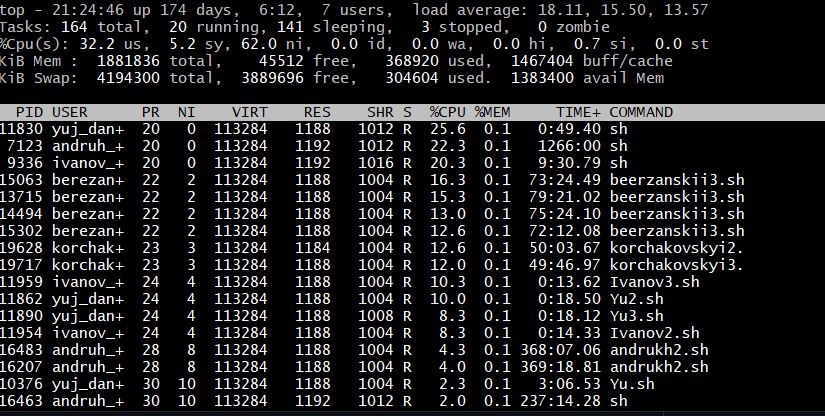 top - 21:24:46 up 174 days,  6:12,  7 users,  load average: 18.11, 15.50, 13.57
Tasks: 164 total,  20 running, 141 sleeping,   3 stopped,   0 zombie
%Cpu(s): 32.2 us,  5.2 sy, 62.0 ni,  0.0 id,  0.0 wa,  0.0 hi,  0.7 si,  0.0 st
KiB Mem :  1881836 total,    45512 free,   368920 used,  1467404 buff/cache
KiB Swap:  4194300 total,  3889696 free,   304604 used.  1383400 avail Mem
PID USER      PR  NI    VIRT    RES    SHR S  %CPU %MEM     TIME+ COMMAND
11830 yuj_dan+  20   0  113284   1188   1012 R  25.6  0.1   0:49.40 sh
7123 andruh_+  20   0  113284   1192   1012 R  22.3  0.1   1266:00 sh
9336 ivanov_+  20   0  113284   1192   1016 R  20.3  0.1   9:30.79 sh
15063 berezan+  22   2  113284   1188   1004 R  16.3  0.1  73:24.49 beerzanskii3.sh
13715 berezan+  22   2  113284   1188   1004 R  15.3  0.1  79:21.02 beerzanskii3.sh
14494 berezan+  22   2  113284   1188   1004 R  13.0  0.1  75:24.10 beerzanskii3.sh
15302 berezan+  22   2  113284   1188   1004 R  12.6  0.1  72:12.08 beerzanskii3.sh
19628 korchak+  23   3  113284   1184   1004 R  12.6  0.1  50:03.67 korchakovskyi2.
19717 korchak+  23   3  113284   1188   1004 R  12.0  0.1  49:46.97 korchakovskyi3.
11959 ivanov_+  24   4  113284   1188   1004 R  10.3  0.1   0:13.62 Ivanov3.sh
11862 yuj_dan+  24   4  113284   1188   1004 R  10.0  0.1   0:18.50 Yu2.sh
11890 yuj_dan+  24   4  113284   1188   1008 R   8.3  0.1   0:18.12 Yu3.sh
11954 ivanov_+  24   4  113284   1188   1004 R   8.3  0.1   0:14.33 Ivanov2.sh
16483 andruh_+  28   8  113284   1188   1004 R   4.3  0.1 368:07.06 andrukh2.sh
16207 andruh_+  28   8  113284   1188   1004 R   4.0  0.1 369:18.81 andrukh2.sh
10376 yuj_dan+  30  10  113284   1188   1004 R   2.3  0.1   3:06.53 Yu.sh
16463 andruh_+  30  10  113284   1192   1012 R   2.0  0.1 237:14.28 sh